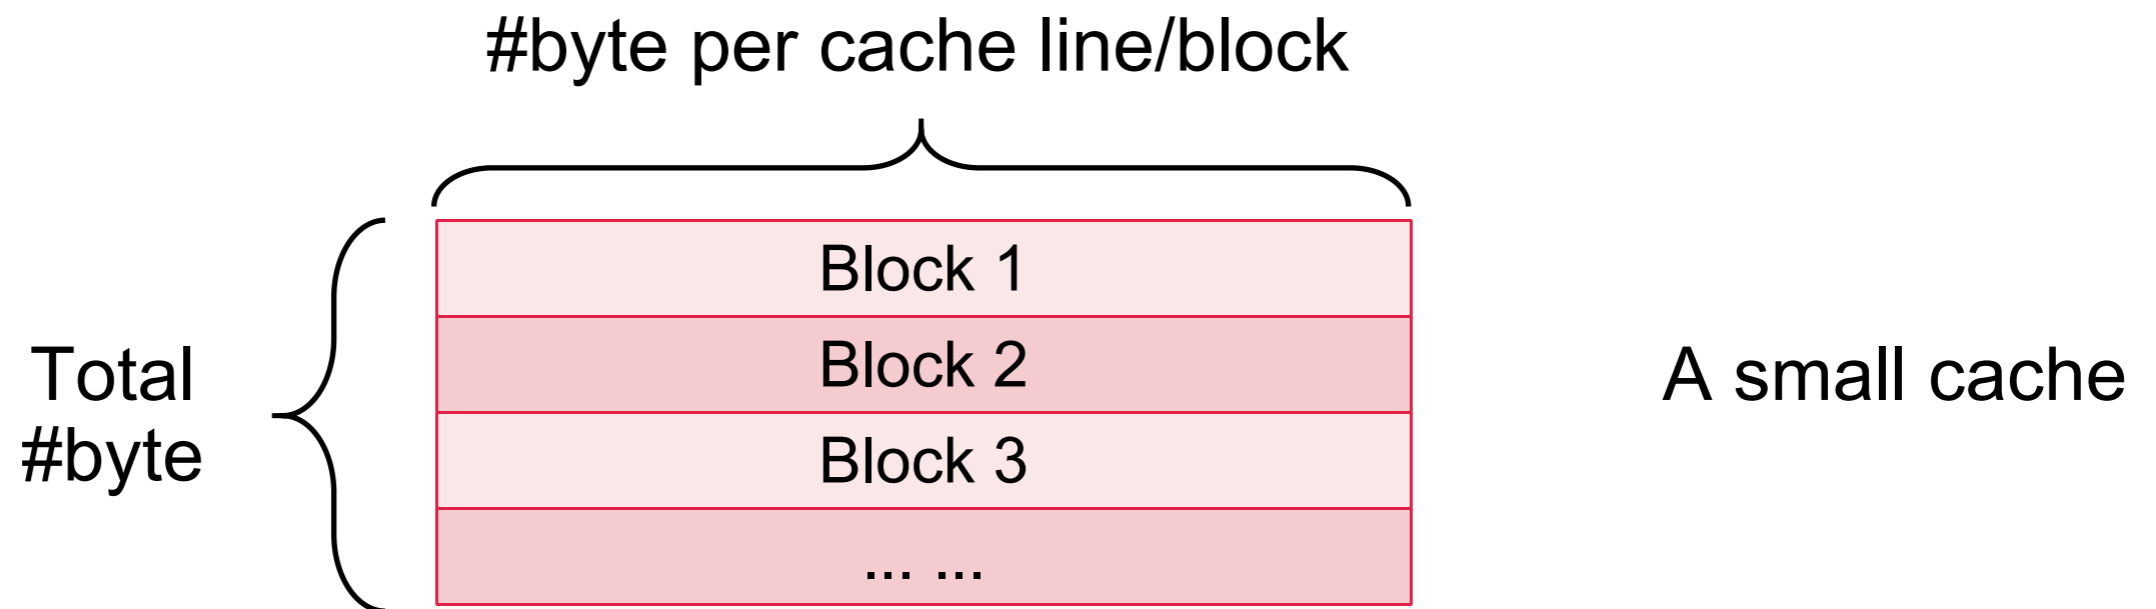 #byte per cache line/block
Block 1
Block 2
Total
#byte
Block 3
... ...
A small cache